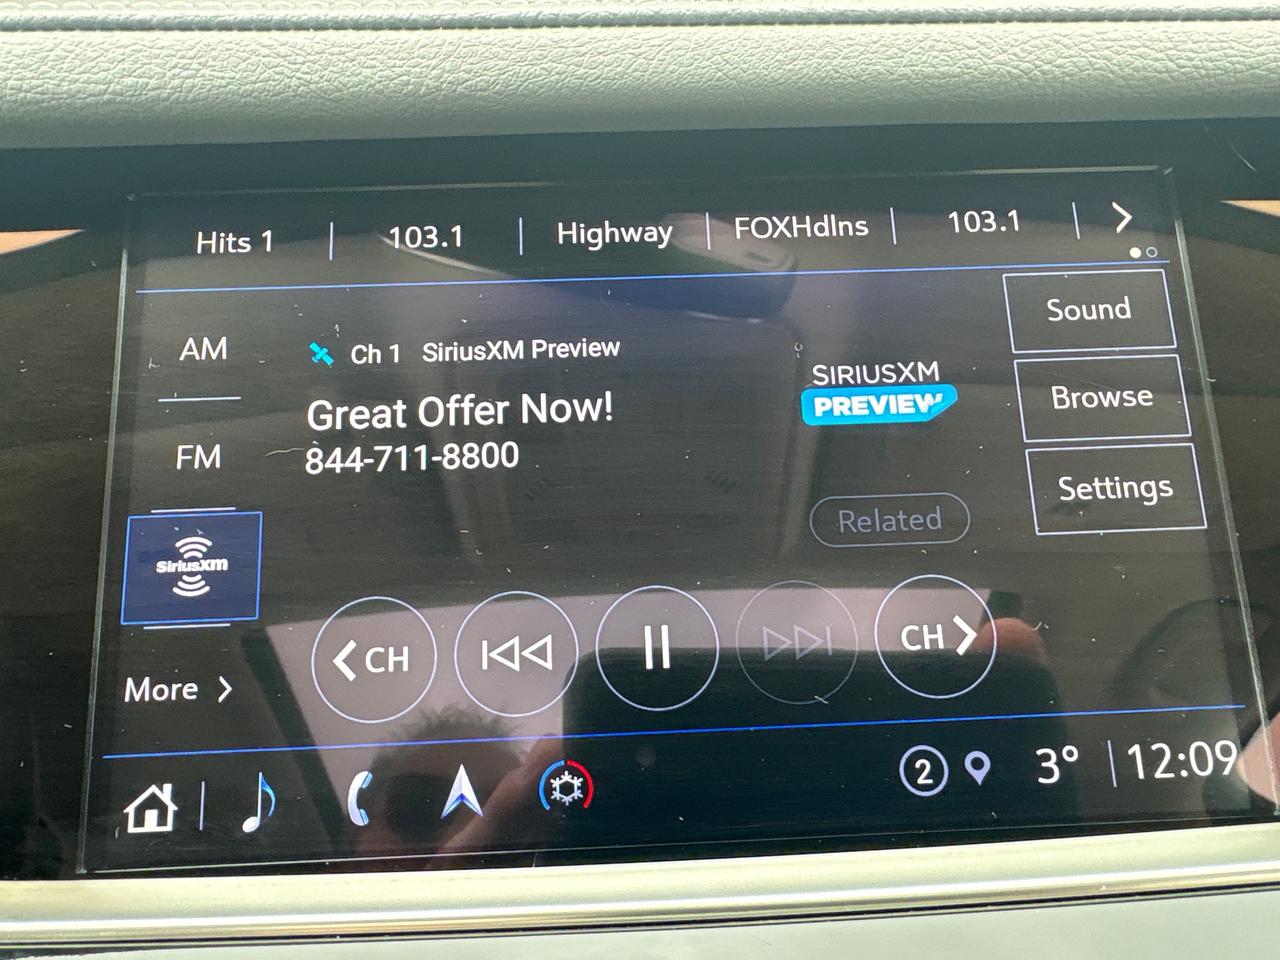 Hits 1
103.1
Highway
FOXHdlns
103.1
AM
FM
SiriusXM
More
Ch 1 SiriusXM Preview
Great Offer Now!
844-711-8800
SIRIUSXM
PREVIEW
Related
Sound
Browse
Settings
CH
CH
2
3°
12:09